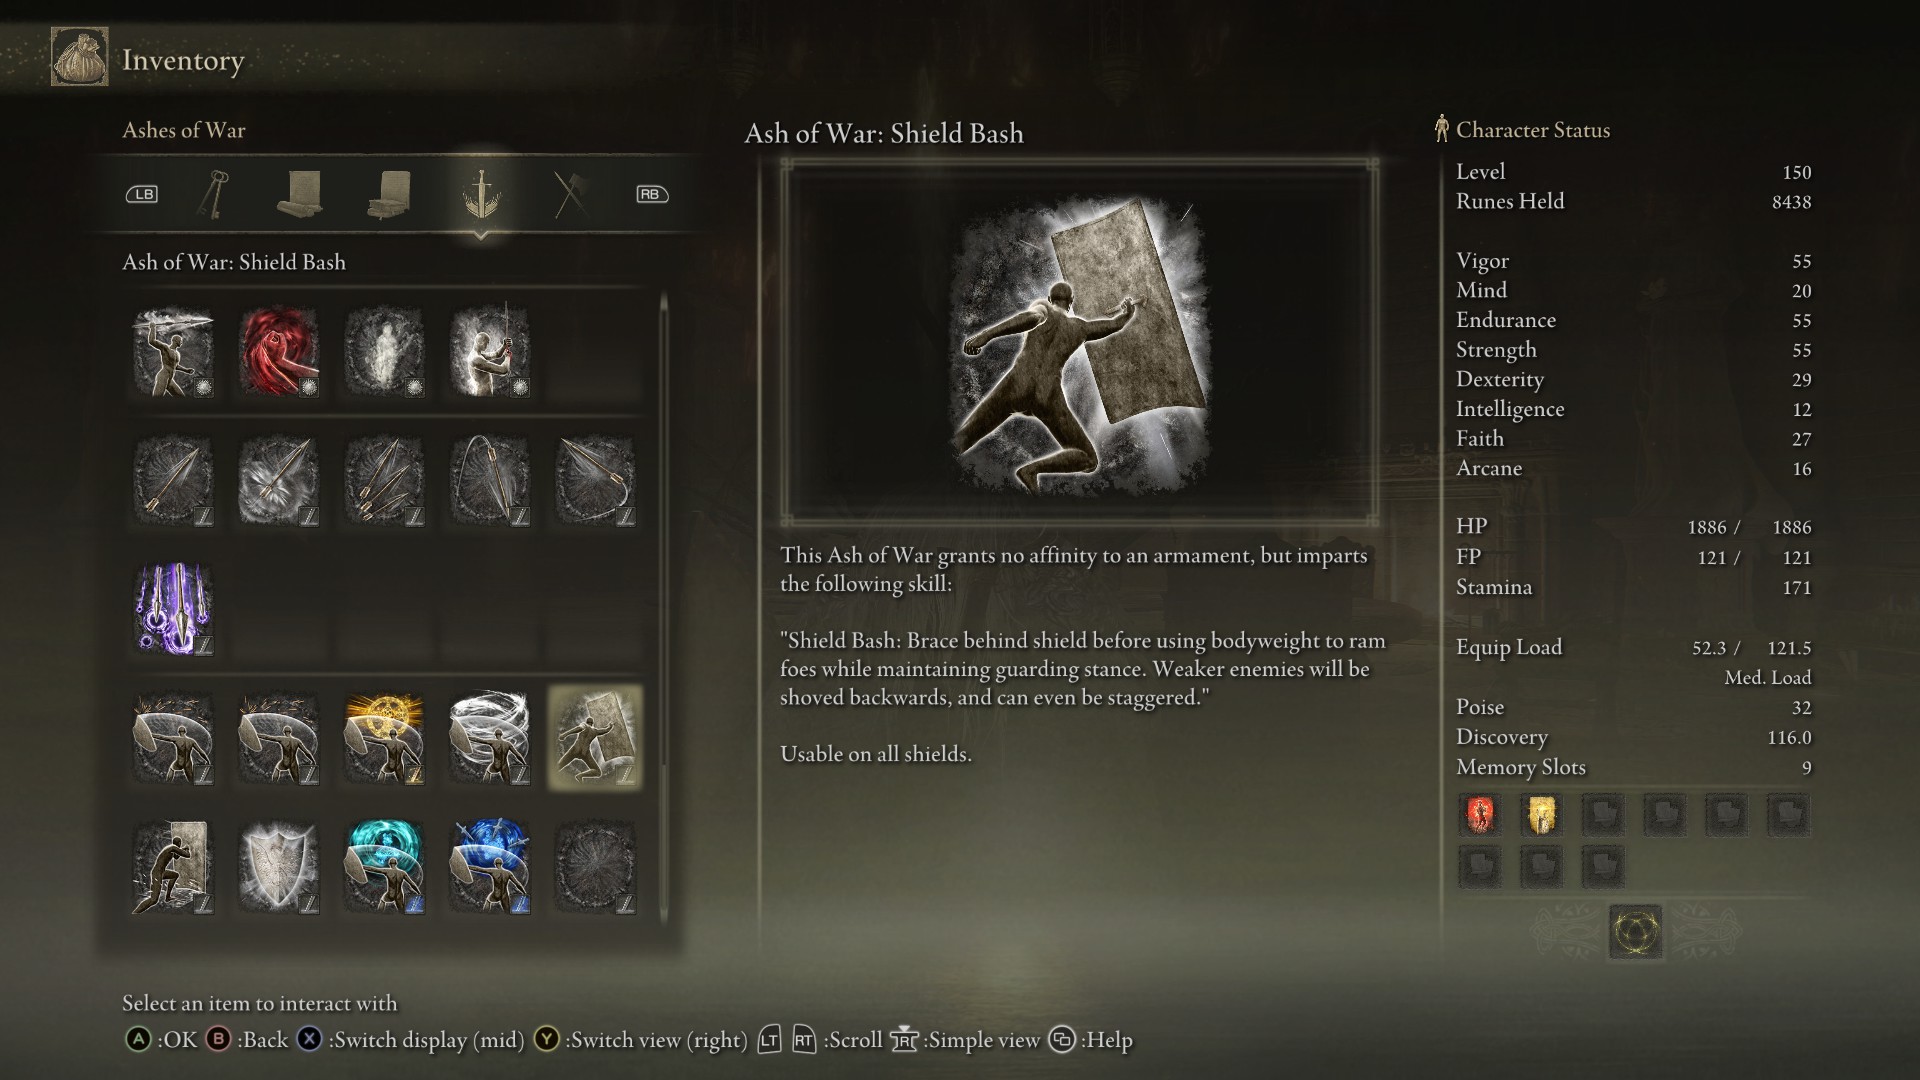 Inventory
Ashes of War
LB
RB
Ash of War: Shield Bash
Ash of War: Shield Bash
This Ash of War grants no affinity to an armament, but imparts
the following skill:
"Shield Bash: Brace behind shield before using bodyweight to ram
foes while maintaining guarding stance. Weaker enemies will be
shoved backwards, and can even be staggered."
Usable on all shields.
Character Status
Level 150
Runes Held 8438
Vigor 55
Mind 20
Endurance 55
Strength 55
Dexterity 29
Intelligence 12
Faith 27
Arcane 16
HP 1886 / 1886
FP 121 / 121
Stamina 171
Equip Load 52.3 / 121.5
Med. Load
Poise 32
Discovery 116.0
Memory Slots 9
Select an item to interact with
A :OK B :Back X :Switch display (mid) Y :Switch view (right) LT RT :Scroll R :Simple view :Help